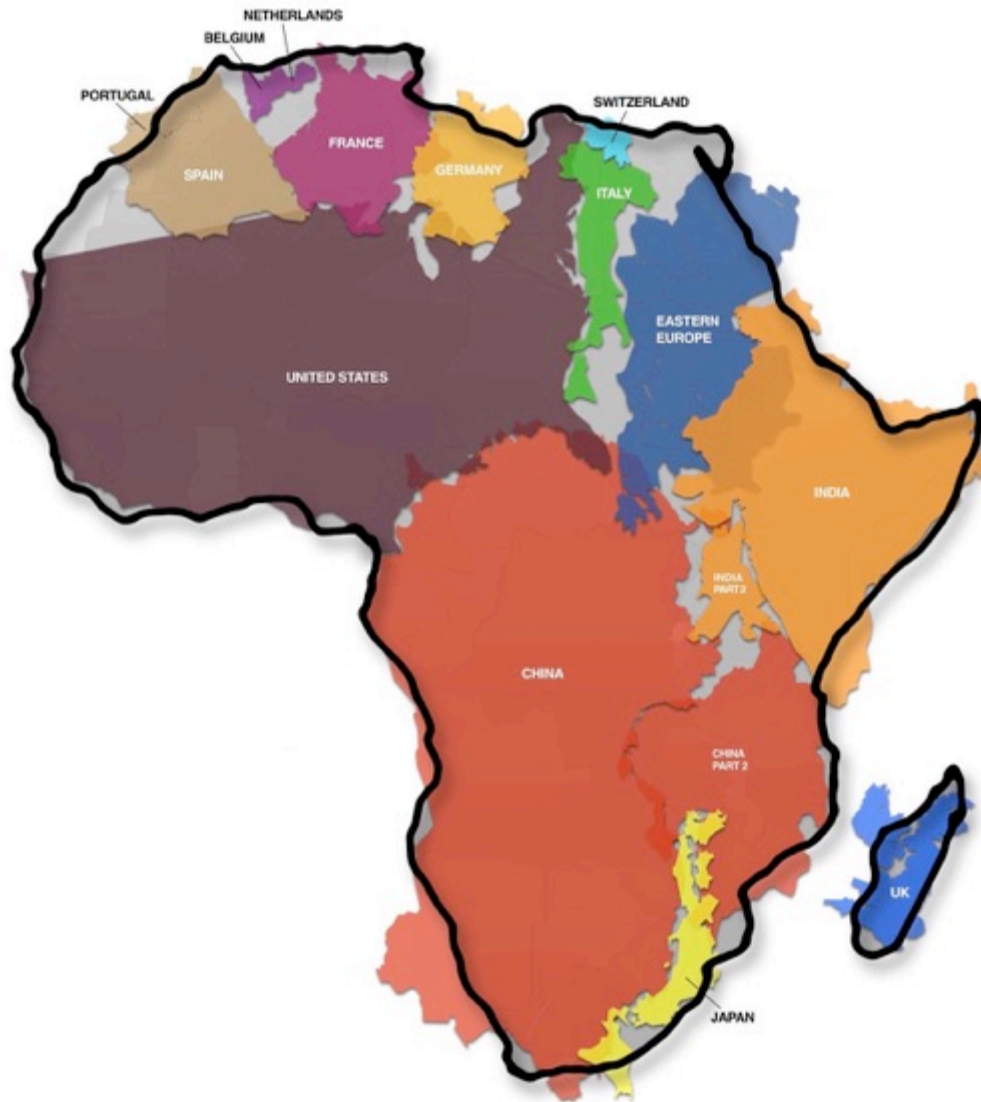 NETHERLANDS
BELGIUM
PORTUGAL
SWITZERLAND
FRANCE
GERMANY
SPAIN
ITALY
EASTERN
EUROPE
UNITED STATES
INDIA
INDIA
PART 2
CHINA
CHINA
PART 2
UK
JAPAN